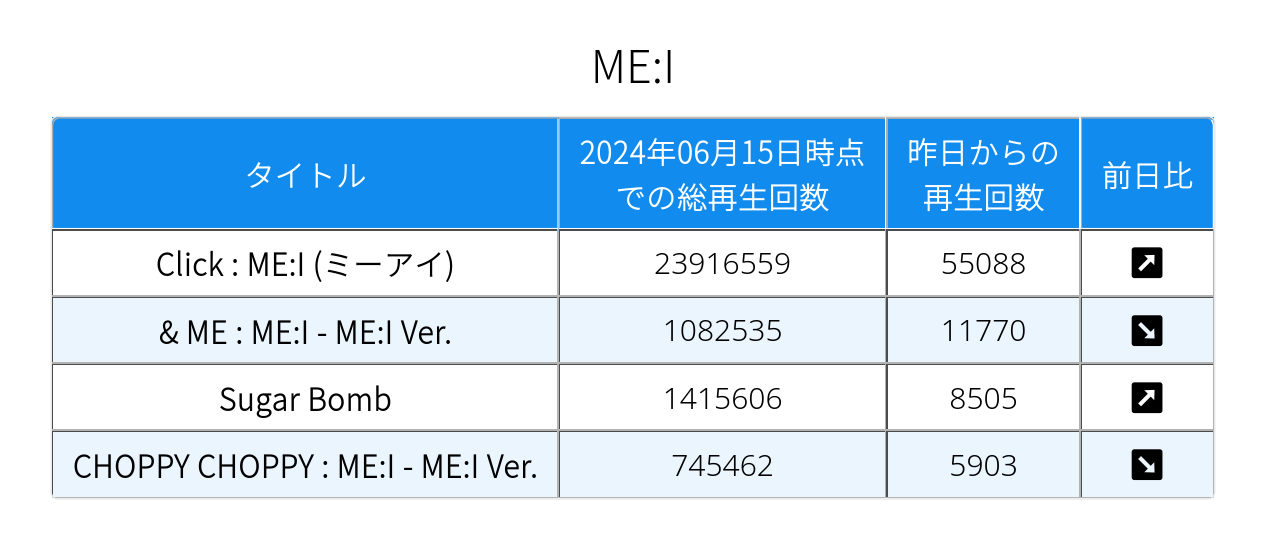 ME:I
タイトル 2024年06月15日時点での総再生回数 昨日からの再生回数 前日比
Click : ME:I (ミーアイ) 23916559 55088
& ME : ME:I - ME:I Ver. 1082535 11770
Sugar Bomb 1415606 8505
CHOPPY CHOPPY : ME:I - ME:I Ver. 745462 5903